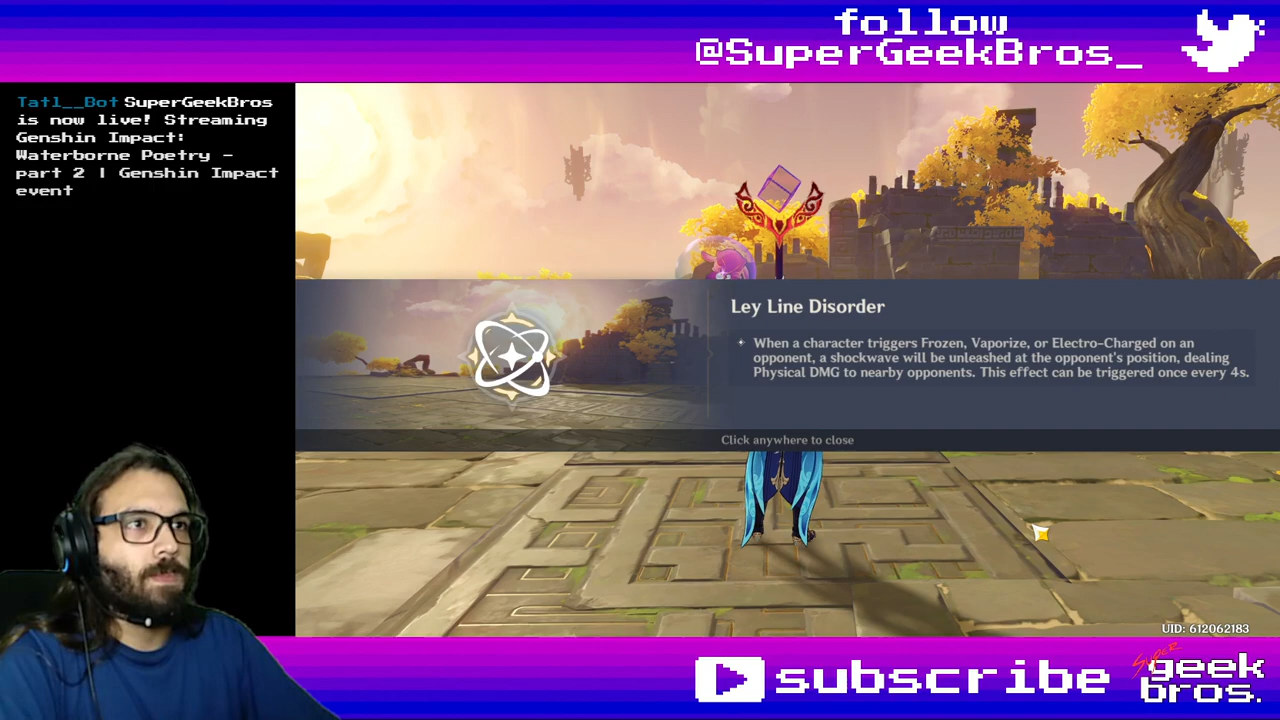 follow
@SuperGeekBros_
Tatl__Bot SuperGeekBros
is now live! Streaming
Genshin Impact:
Waterborne Poetry -
part 2 | Genshin Impact
event
Ley Line Disorder
When a character triggers Frozen, Vaporize, or Electro-Charged on an
opponent, a shockwave will be unleashed at the opponent's position, dealing
Physical DMG to nearby opponents. This effect can be triggered once every 4s.
Click anywhere to close
UID: 612062183
subscribe
Super
geek
bros.